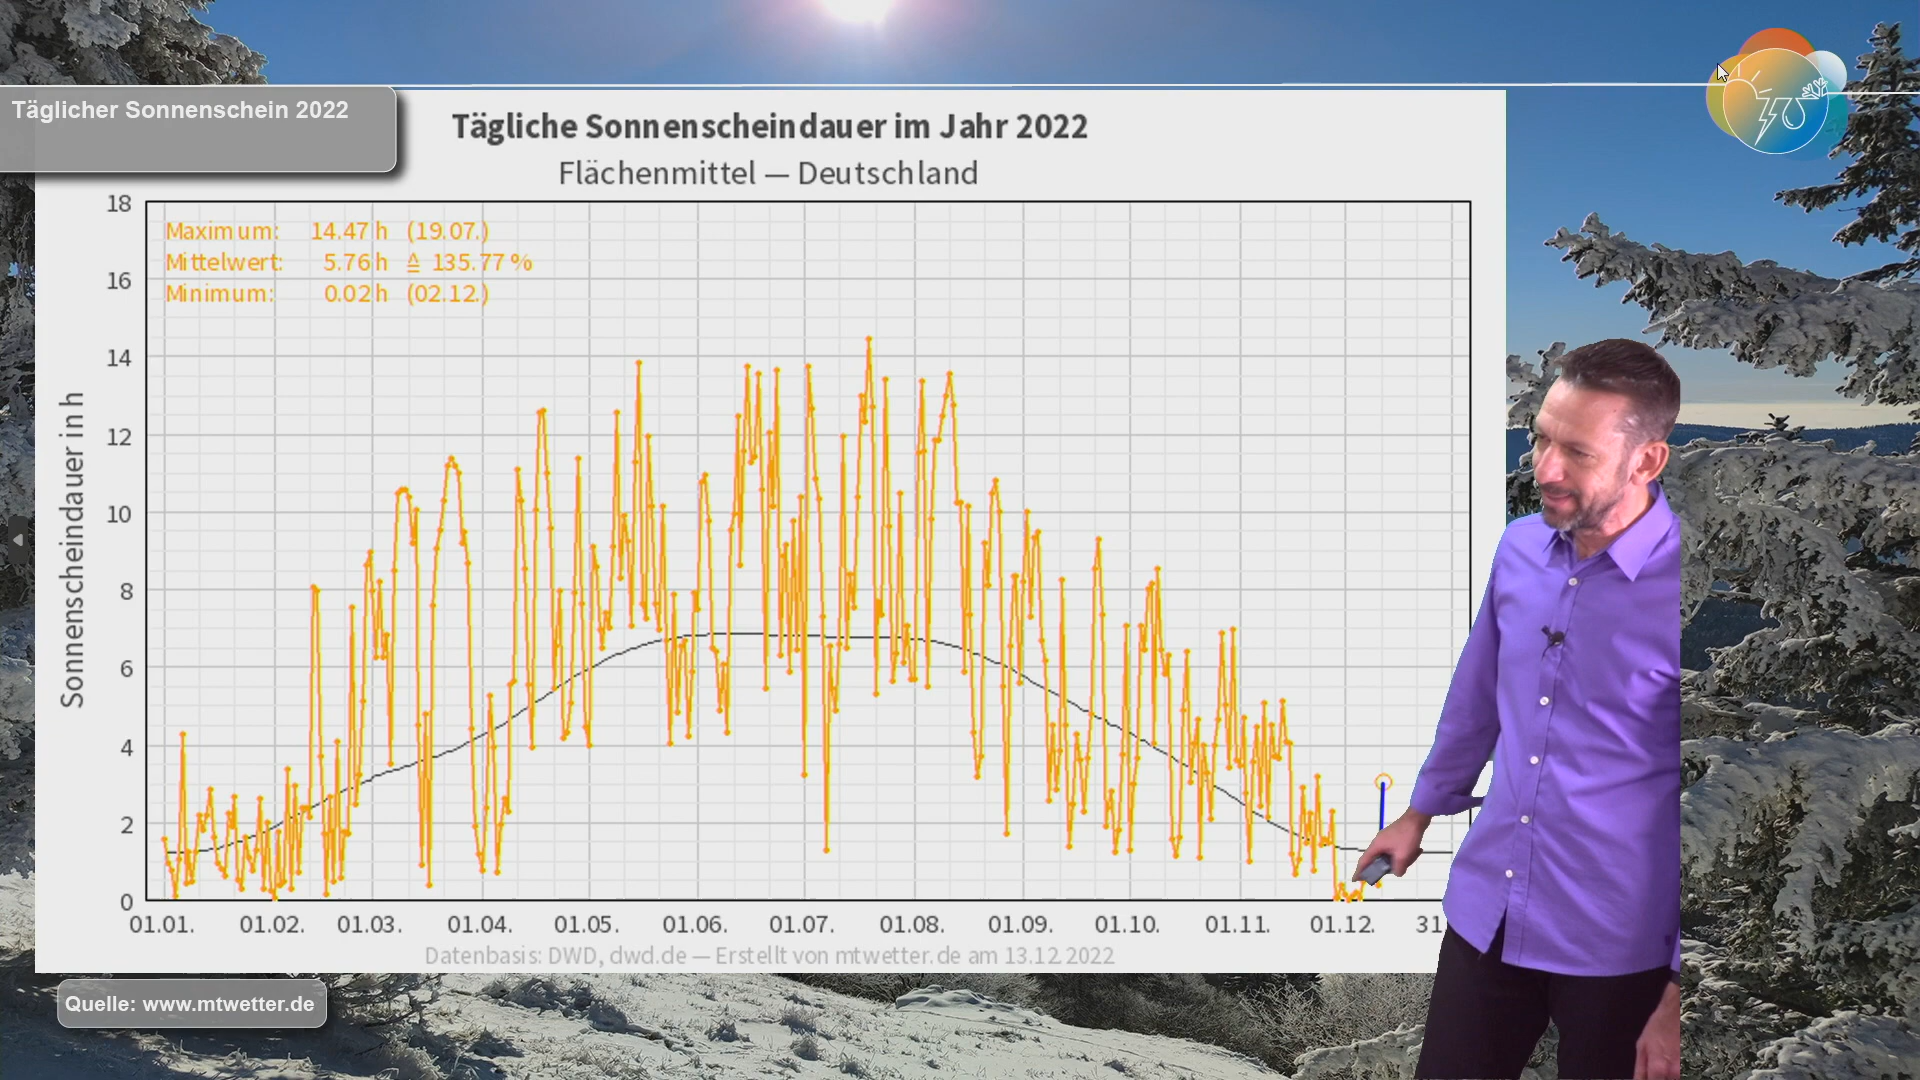 Täglicher Sonnenschein 2022
Tägliche Sonnenscheindauer im Jahr 2022
Flächenmittel — Deutschland
Maximum: 14.47 h (19.07.)
Mittelwert: 5.76 h ≙ 135.77 %
Minimum: 0.02 h (02.12.)
Sonnenscheindauer in h
18
16
14
12
10
8
6
4
2
0
01.01. 01.02. 01.03. 01.04. 01.05. 01.06. 01.07. 01.08. 01.09. 01.10. 01.11. 01.12. 31
Datenbasis: DWD, dwd.de — Erstellt von mtwetter.de am 13.12.2022
Quelle: www.mtwetter.de